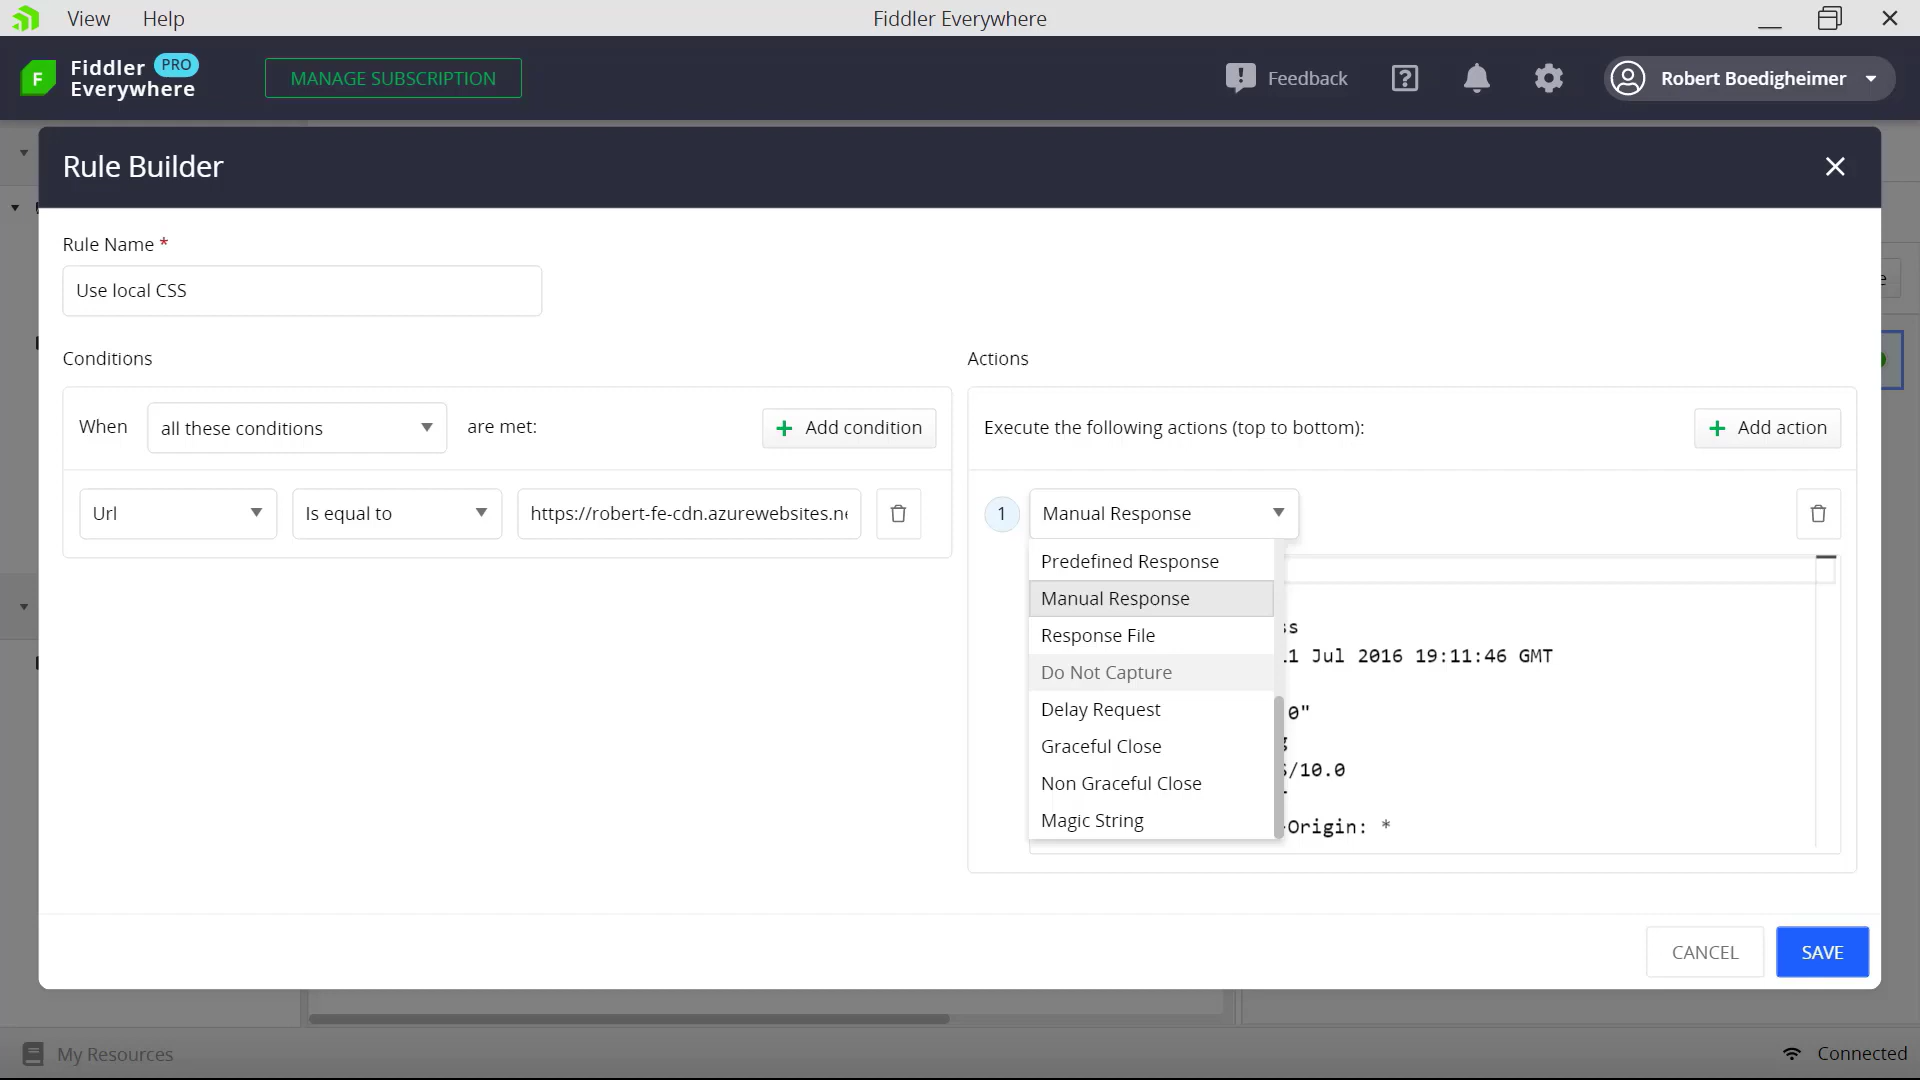 View Help Fiddler Everywhere
F Fiddler Everywhere PRO MANAGE SUBSCRIPTION Feedback Robert Boedigheimer
Rule Builder
Rule Name *
Use local CSS
Conditions
When all these conditions are met: Add condition
Url Is equal to https://robert-fe-cdn.azurewebsites.ne
Actions
Execute the following actions (top to bottom): Add action
1 Manual Response
Predefined Response
Manual Response
Response File
Do Not Capture
Delay Request
Graceful Close
Non Graceful Close
Magic String
Jul 2016 19:11:46 GMT
0"
/10.0
Origin: *
CANCEL SAVE
My Resources Connected